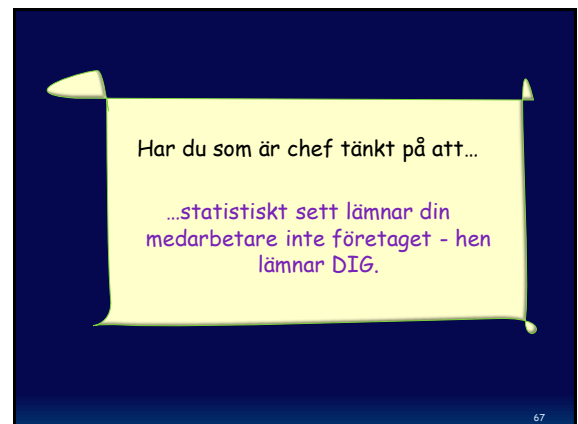 Har du som är chef tänkt på att…
…statistiskt sett lämnar din
medarbetare inte företaget - hen
lämnar DIG.
67